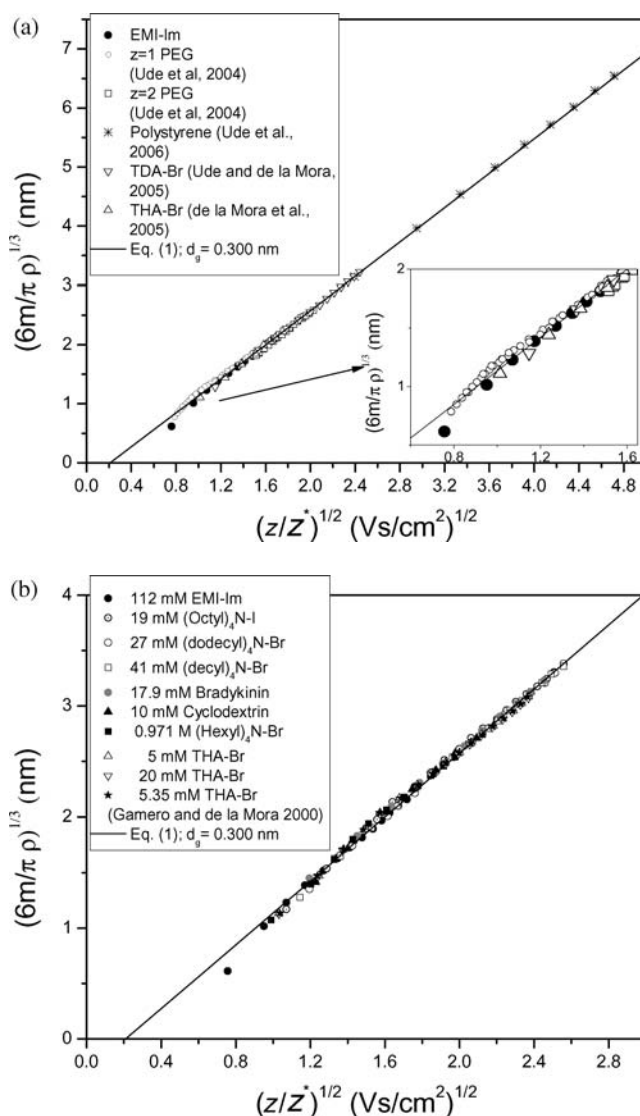 (a)
EMI-Im
z=1 PEG
(Ude et al, 2004)
z=2 PEG
(Ude et al, 2004)
Polystyrene (Ude et al.,
2006)
TDA-Br (Ude and de la Mora,
2005)
THA-Br (de la Mora et al.,
2005)
Eq. (1); d_g = 0.300 nm
(6m/π ρ)^1/3 (nm)
7
6
5
4
3
2
1
0
2
1
(6m/π ρ)^1/3 (nm)
0.8 1.2 1.6
0.0 0.4 0.8 1.2 1.6 2.0 2.4 2.8 3.2 3.6 4.0 4.4 4.8
(z/Z*)^1/2 (Vs/cm²)^1/2
(b)
112 mM EMI-Im
19 mM (Octyl)₄N-I
27 mM (dodecyl)₄N-Br
41 mM (decyl)₄N-Br
17.9 mM Bradykinin
10 mM Cyclodextrin
0.971 M (Hexyl)₄N-Br
5 mM THA-Br
20 mM THA-Br
5.35 mM THA-Br
(Gamero and de la Mora 2000)
Eq. (1); d_g = 0.300 nm
(6m/π ρ)^1/3 (nm)
4
3
2
1
0
0.0 0.4 0.8 1.2 1.6 2.0 2.4 2.8
(z/Z*)^1/2 (Vs/cm²)^1/2